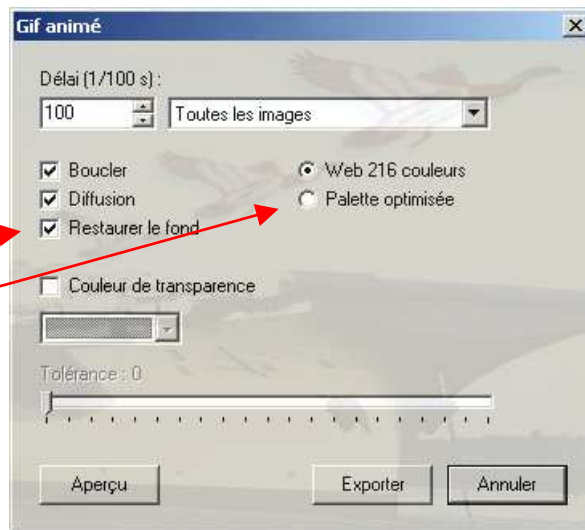 Gif animé
Délai (1/100 s) :
100 Toutes les images
Boucler Web 216 couleurs
Diffusion Palette optimisée
Restaurer le fond
Couleur de transparence
Tolérance : 0
Aperçu Exporter Annuler